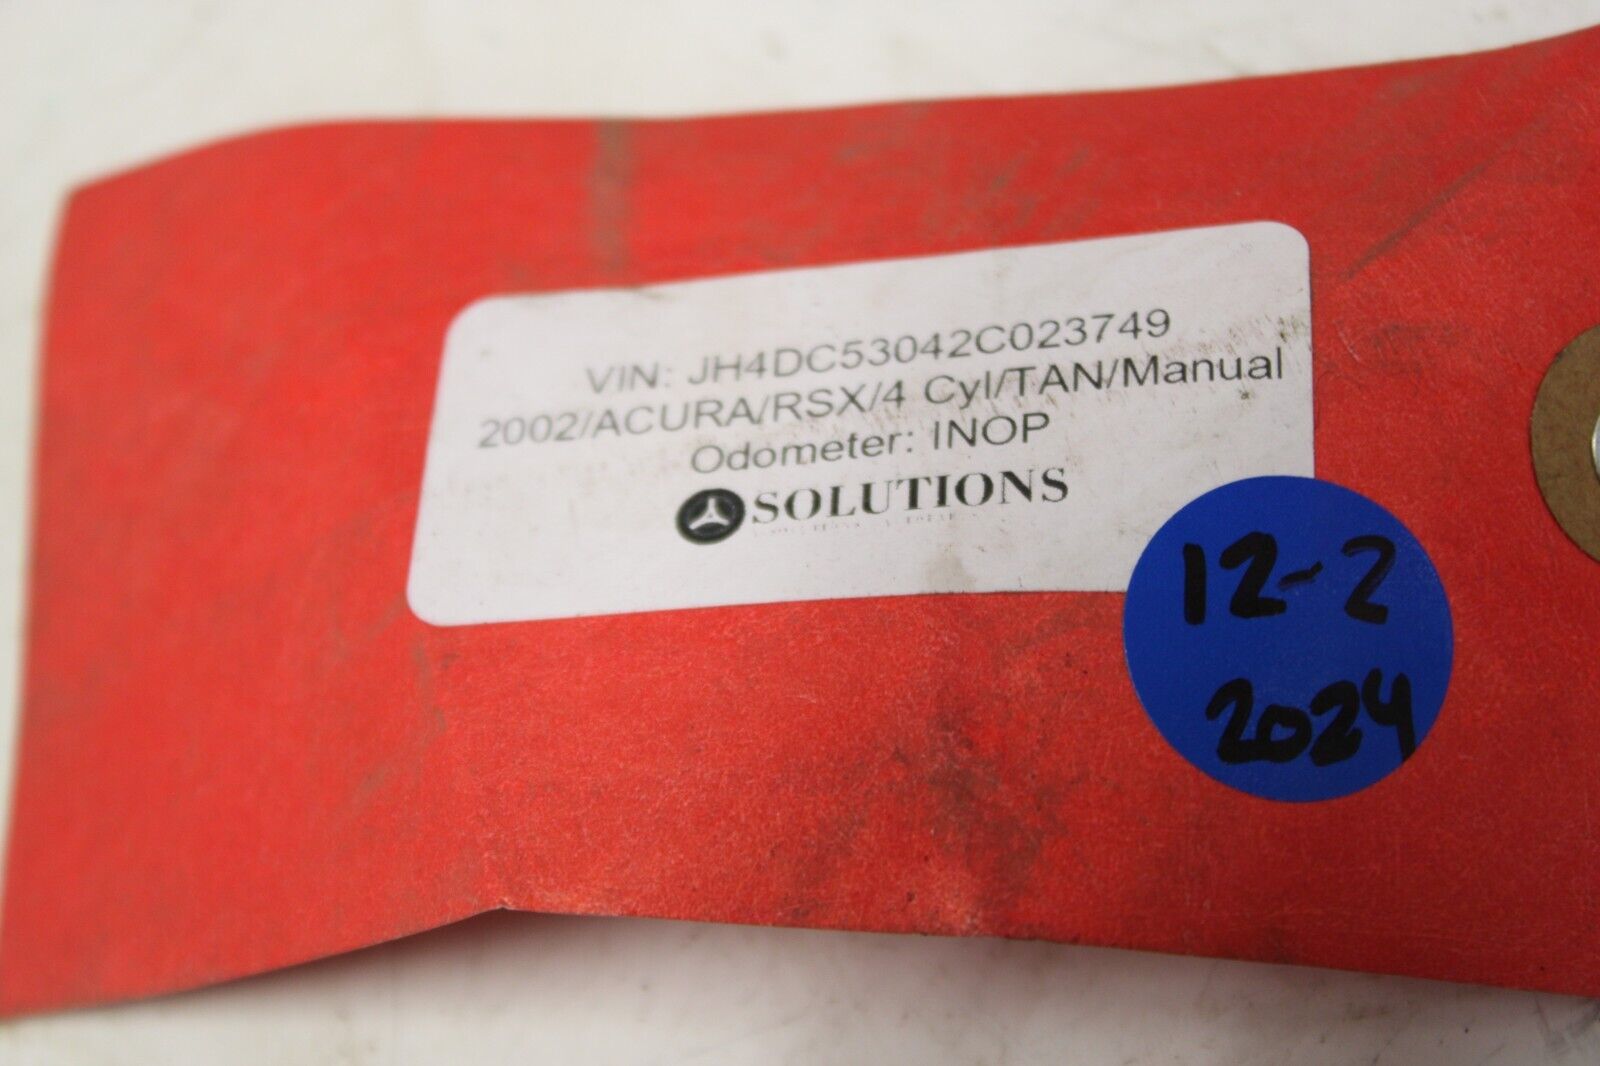 VIN: JH4DC53042C023749
2002/ACURA/RSX/4 Cyl/TAN/Manual
Odometer: INOP
SOLUTIONS
12-2
2024